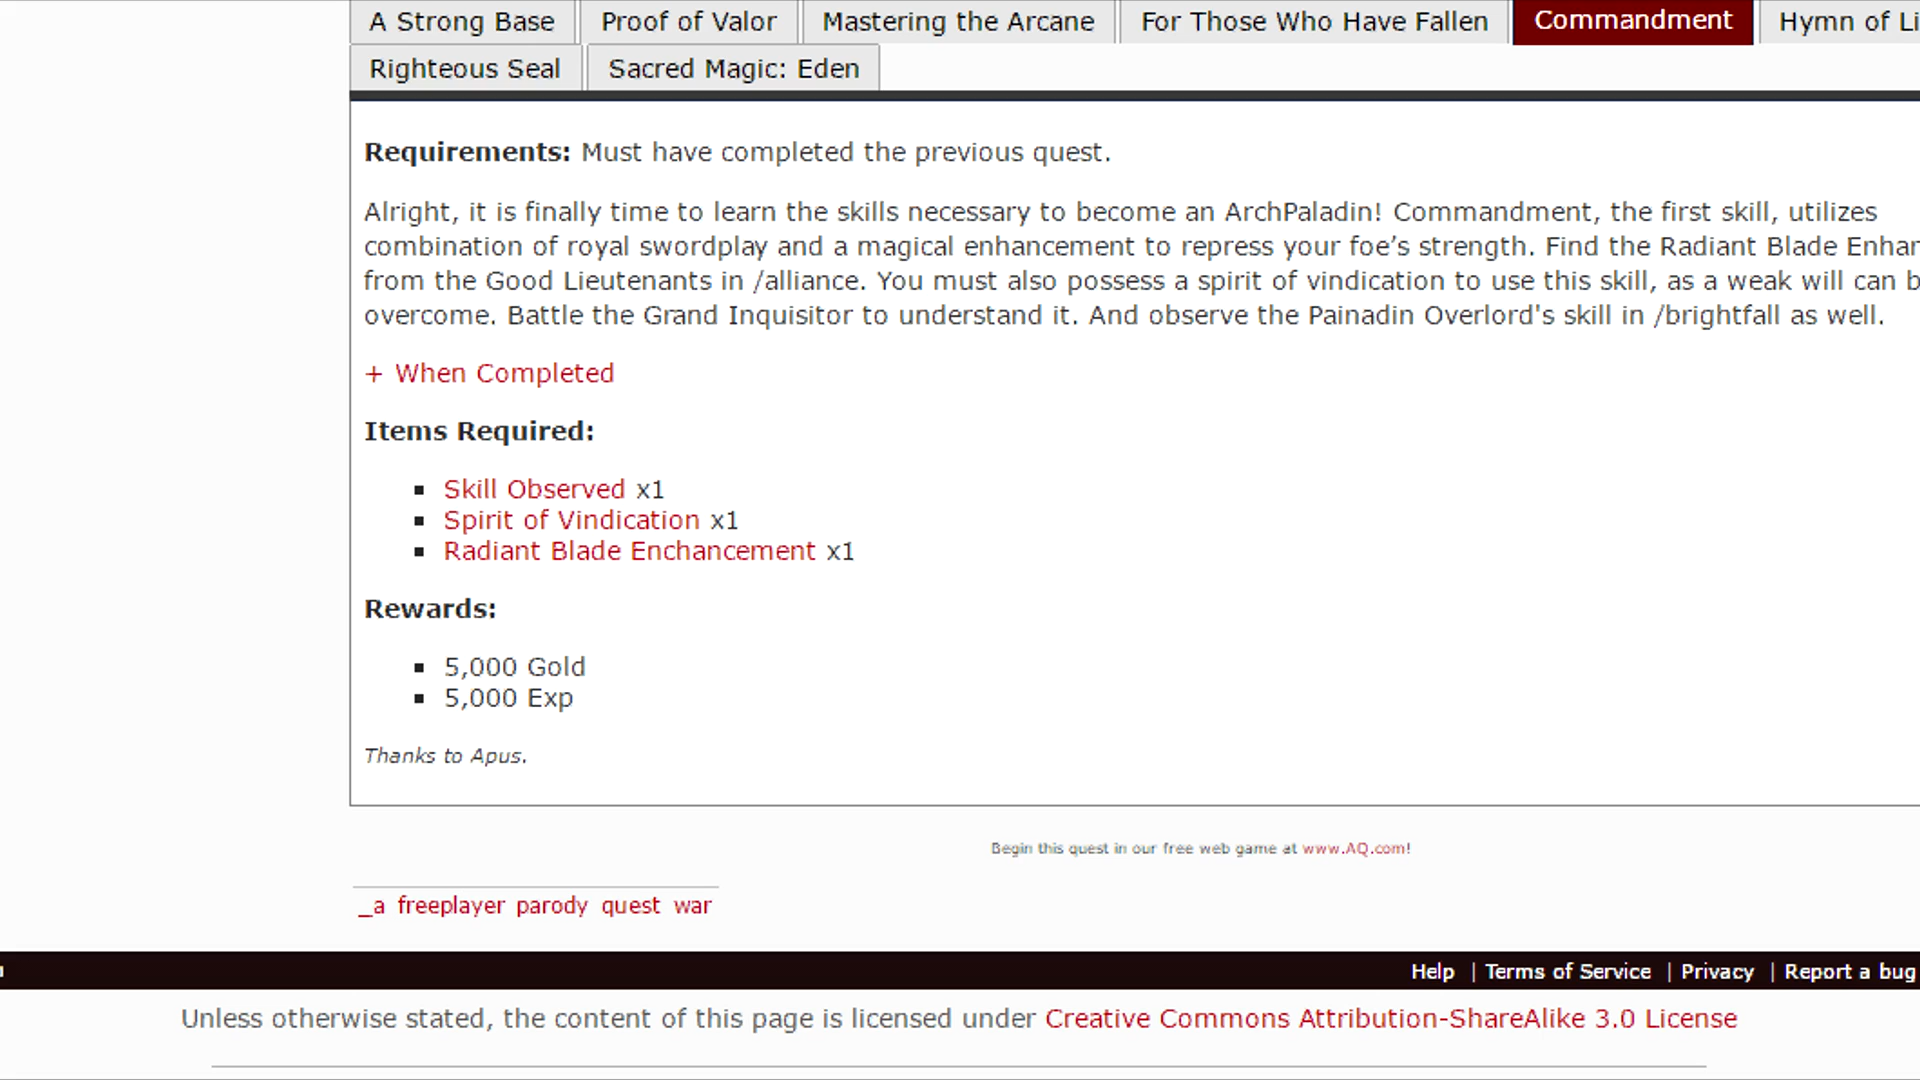 A Strong Base
Proof of Valor
Mastering the Arcane
For Those Who Have Fallen
Commandment
Hymn of Li
Righteous Seal
Sacred Magic: Eden
Requirements: Must have completed the previous quest.
Alright, it is finally time to learn the skills necessary to become an ArchPaladin! Commandment, the first skill, utilizes
combination of royal swordplay and a magical enhancement to repress your foe’s strength. Find the Radiant Blade Enhan
from the Good Lieutenants in /alliance. You must also possess a spirit of vindication to use this skill, as a weak will can b
overcome. Battle the Grand Inquisitor to understand it. And observe the Painadin Overlord's skill in /brightfall as well.
+ When Completed
Items Required:
Skill Observed x1
Spirit of Vindication x1
Radiant Blade Enchancement x1
Rewards:
5,000 Gold
5,000 Exp
Thanks to Apus.
Begin this quest in our free web game at www.AQ.com!
_a freeplayer parody quest war
Help | Terms of Service | Privacy | Report a bug
Unless otherwise stated, the content of this page is licensed under Creative Commons Attribution-ShareAlike 3.0 License